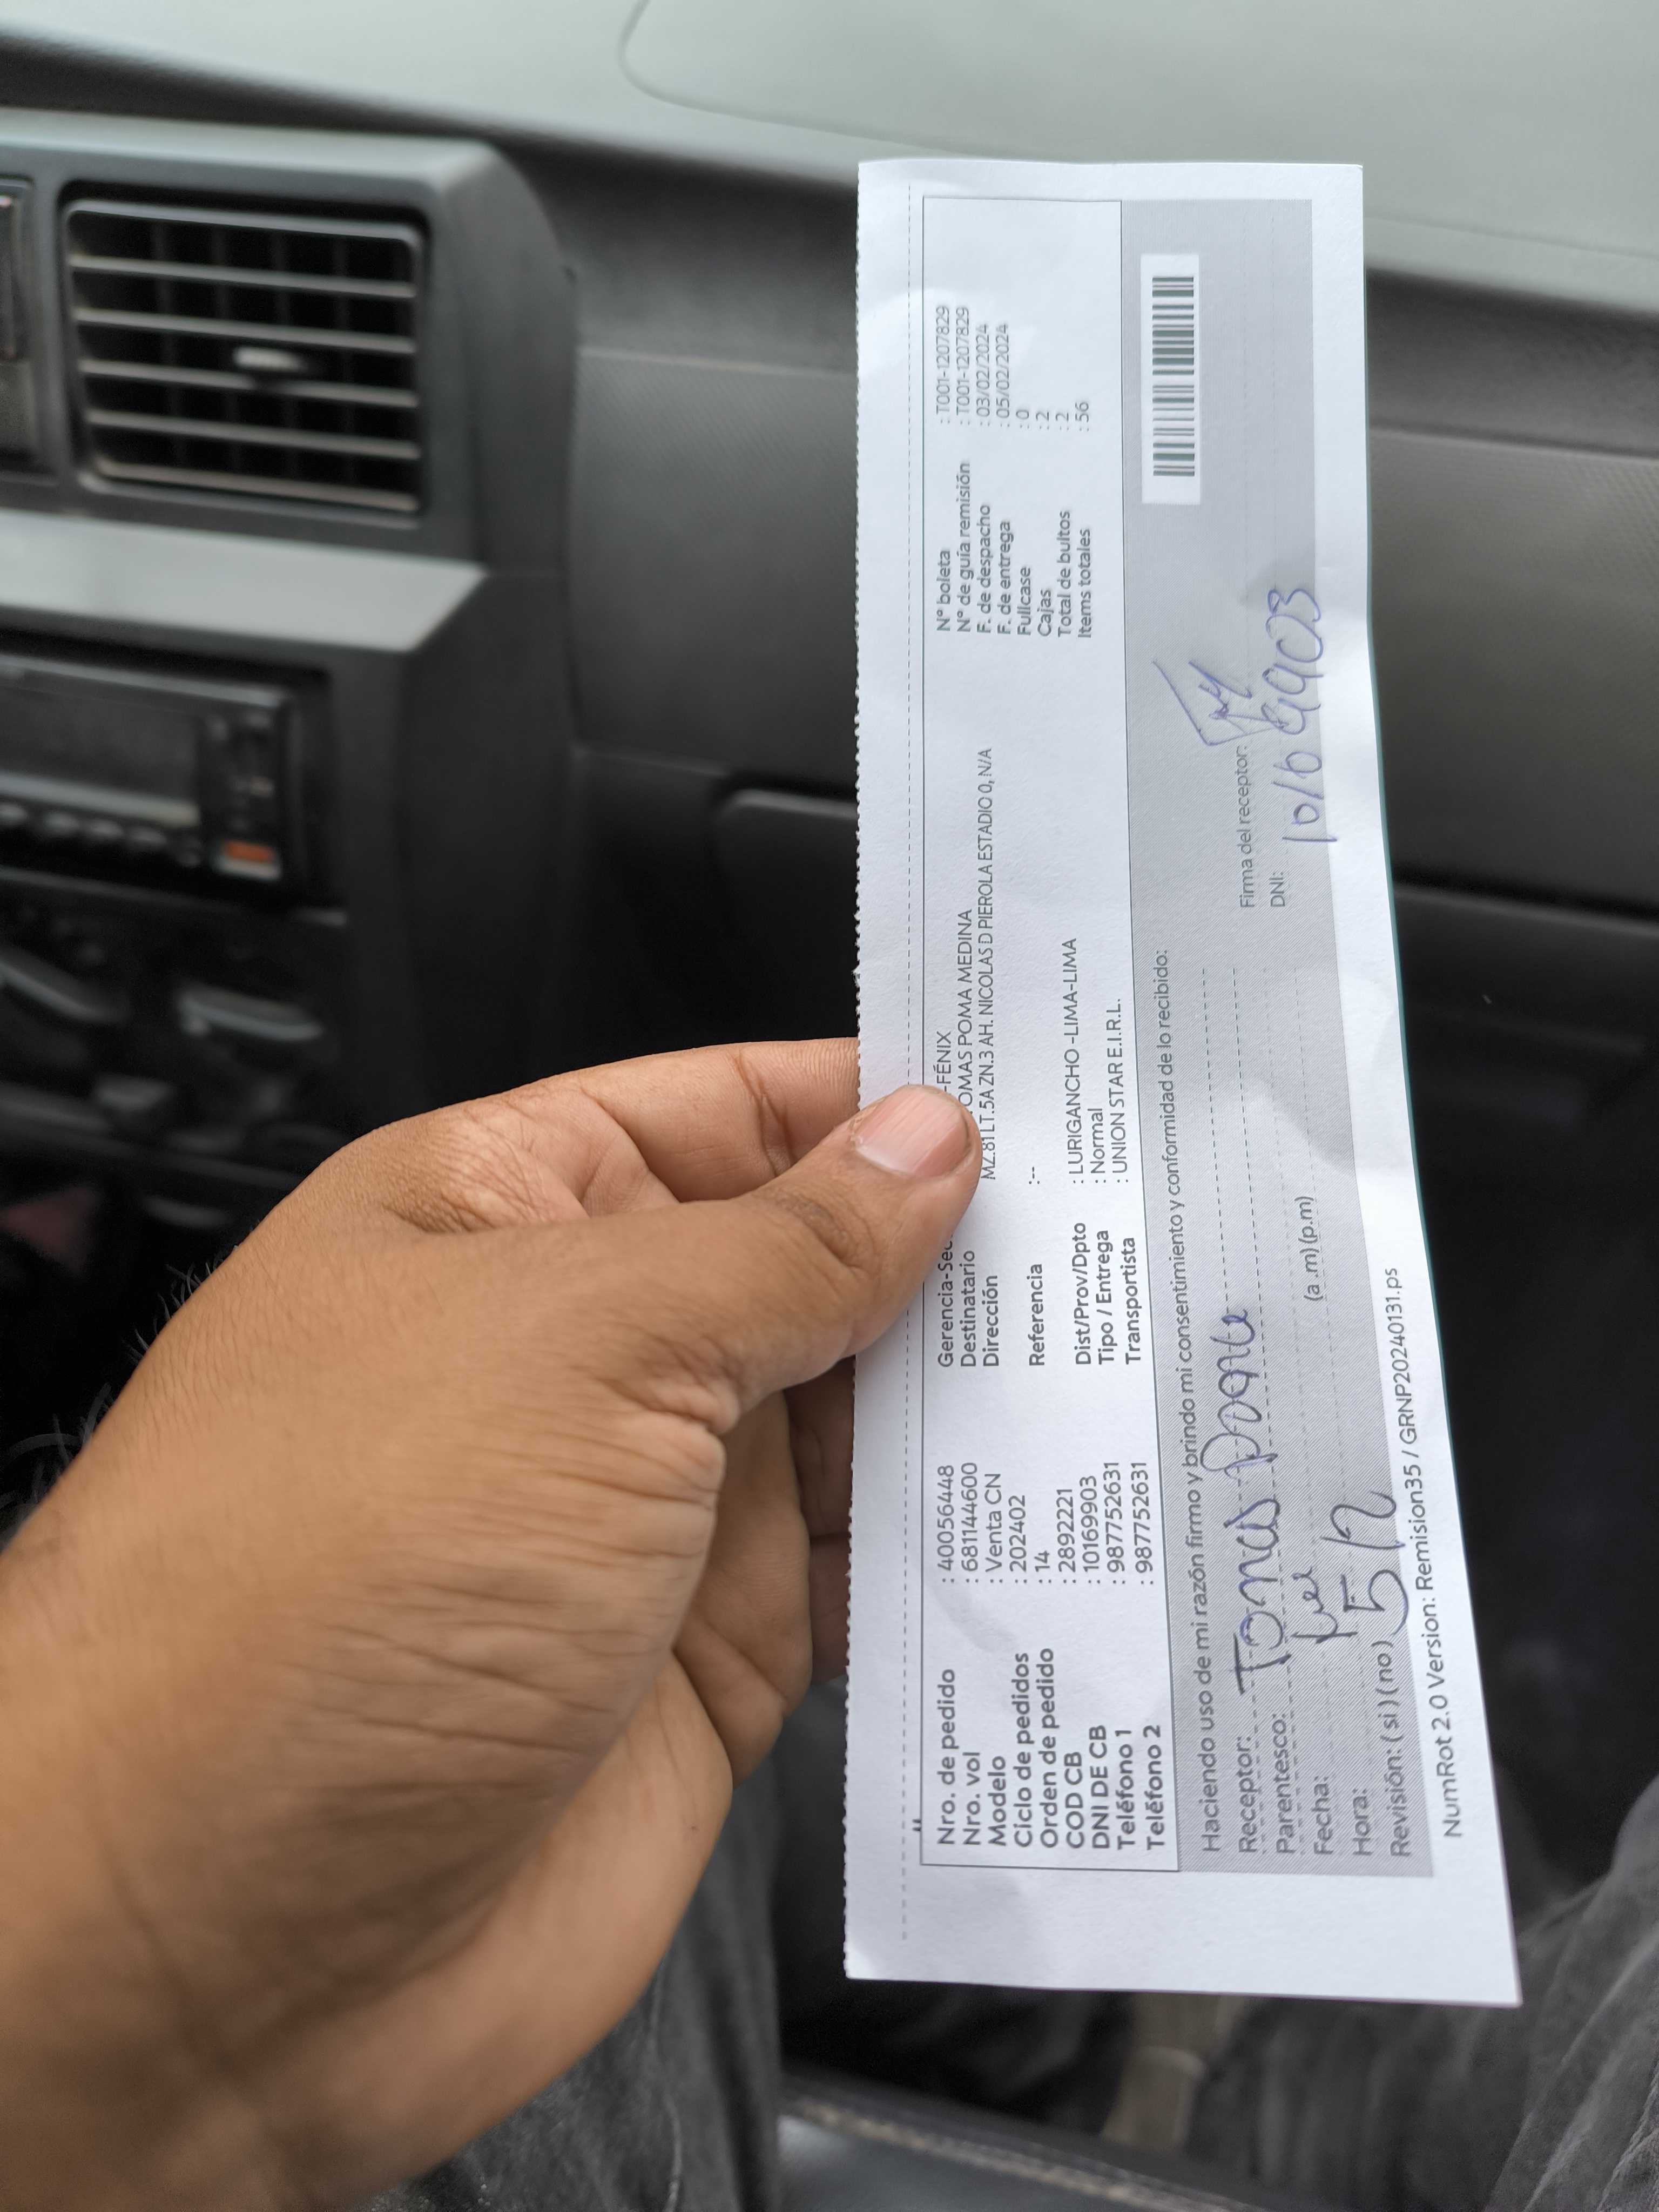 Nro. de pedido : 40056448
Nro. vol : 681144600
Modelo : Venta CN
Ciclo de pedidos : 202402
Orden de pedido : 14
COD CB : 2892221
DNI DE CB : 10169903
Teléfono 1 : 987752631
Teléfono 2 : 987752631
Gerencia-Sec -FÉNIX
Destinatario OMAS POMA MEDINA
Dirección MZ.81 LT.5A ZN.3 AH. NICOLAS D PIEROLA ESTADIO 0, N/A
Referencia :--
Dist/Prov/Dpto : LURIGANCHO -LIMA-LIMA
Tipo / Entrega : Normal
Transportista : UNION STAR E.I.R.L.
N° boleta : T001-1207829
N° de guía remisión : T001-1207829
F. de despacho : 03/02/2024
F. de entrega : 05/02/2024
Fullcase : 0
Cajas : 2
Total de bultos : 2
Items totales : 56
Haciendo uso de mi razón firmo y brindo mi consentimiento y conformidad de lo recibido:
Receptor: Tomas
Parentesco:
Fecha:
Hora: (a .m) (p.m)
Revisión: ( si ) ( no )
Firma del receptor:
DNI: 10169903
NumRot 2.0 Version: Remision35 / GRNP20240131.ps